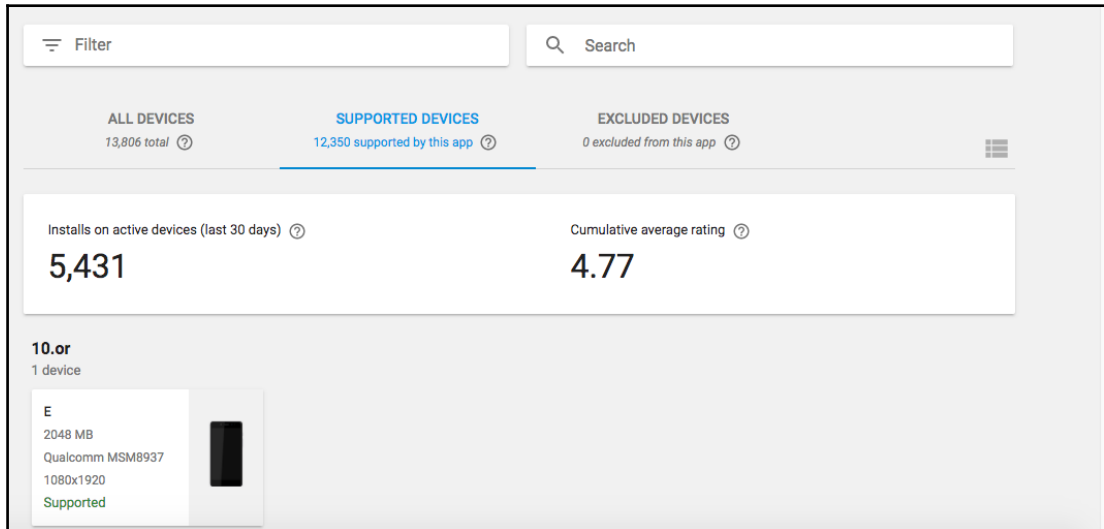 Filter
Search
ALL DEVICES
13,806 total
SUPPORTED DEVICES
12,350 supported by this app
EXCLUDED DEVICES
0 excluded from this app
Installs on active devices (last 30 days)
5,431
Cumulative average rating
4.77
10.or
1 device
E
2048 MB
Qualcomm MSM8937
1080x1920
Supported